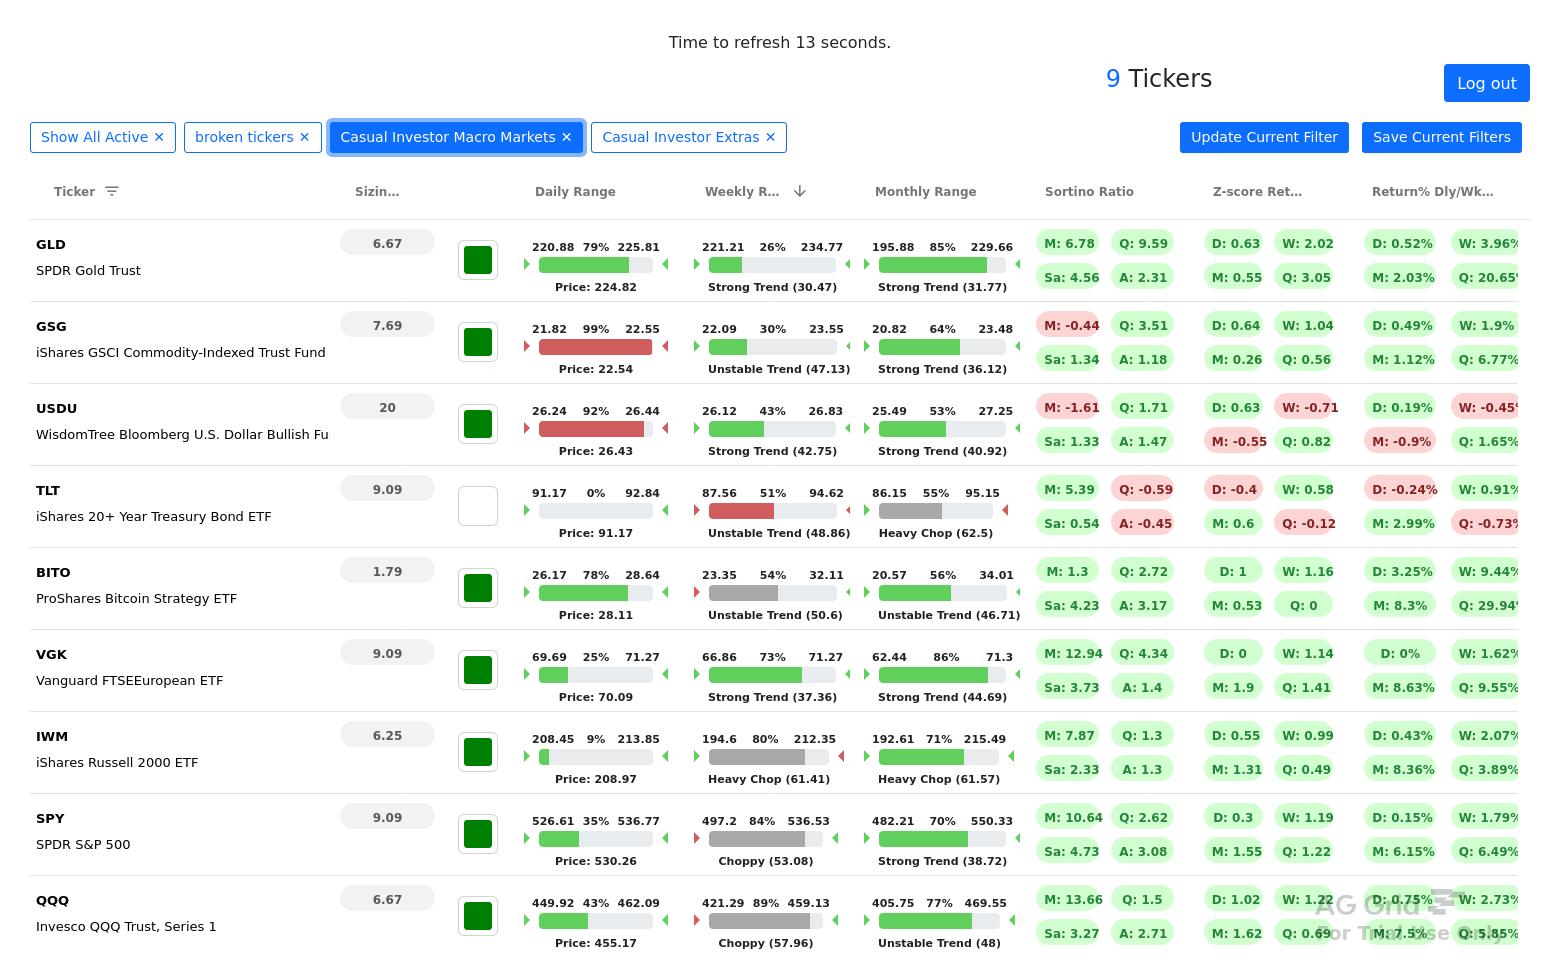 Time to refresh 13 seconds.
9 Tickers
Log out
Show All Active ✕ broken tickers ✕ Casual Investor Macro Markets ✕ Casual Investor Extras ✕ Update Current Filter Save Current Filters
Ticker Sizin... Daily Range Weekly R... Monthly Range Sortino Ratio Z-score Ret... Return% Dly/Wk...
GLD 6.67 M: 6.78 Q: 9.59 D: 0.63 W: 2.02 D: 0.52% W: 3.96%
220.88 79% 225.81 221.21 26% 234.77 195.88 85% 229.66
SPDR Gold Trust Sa: 4.56 A: 2.31 M: 0.55 Q: 3.05 M: 2.03% Q: 20.65%
Price: 224.82 Strong Trend (30.47) Strong Trend (31.77)
GSG 7.69 M: -0.44 Q: 3.51 D: 0.64 W: 1.04 D: 0.49% W: 1.9%
21.82 99% 22.55 22.09 30% 23.55 20.82 64% 23.48
iShares GSCI Commodity-Indexed Trust Fund Sa: 1.34 A: 1.18 M: 0.26 Q: 0.56 M: 1.12% Q: 6.77%
Price: 22.54 Unstable Trend (47.13) Strong Trend (36.12)
USDU 20 M: -1.61 Q: 1.71 D: 0.63 W: -0.71 D: 0.19% W: -0.45%
26.24 92% 26.44 26.12 43% 26.83 25.49 53% 27.25
WisdomTree Bloomberg U.S. Dollar Bullish Fu Sa: 1.33 A: 1.47 M: -0.55 Q: 0.82 M: -0.9% Q: 1.65%
Price: 26.43 Strong Trend (42.75) Strong Trend (40.92)
TLT 9.09 M: 5.39 Q: -0.59 D: -0.4 W: 0.58 D: -0.24% W: 0.91%
91.17 0% 92.84 87.56 51% 94.62 86.15 55% 95.15
iShares 20+ Year Treasury Bond ETF Sa: 0.54 A: -0.45 M: 0.6 Q: -0.12 M: 2.99% Q: -0.73%
Price: 91.17 Unstable Trend (48.86) Heavy Chop (62.5)
BITO 1.79 M: 1.3 Q: 2.72 D: 1 W: 1.16 D: 3.25% W: 9.44%
26.17 78% 28.64 23.35 54% 32.11 20.57 56% 34.01
ProShares Bitcoin Strategy ETF Sa: 4.23 A: 3.17 M: 0.53 Q: 0 M: 8.3% Q: 29.94%
Price: 28.11 Unstable Trend (50.6) Unstable Trend (46.71)
VGK 9.09 M: 12.94 Q: 4.34 D: 0 W: 1.14 D: 0% W: 1.62%
69.69 25% 71.27 66.86 73% 71.27 62.44 86% 71.3
Vanguard FTSEEuropean ETF Sa: 3.73 A: 1.4 M: 1.9 Q: 1.41 M: 8.63% Q: 9.55%
Price: 70.09 Strong Trend (37.36) Strong Trend (44.69)
IWM 6.25 M: 7.87 Q: 1.3 D: 0.55 W: 0.99 D: 0.43% W: 2.07%
208.45 9% 213.85 194.6 80% 212.35 192.61 71% 215.49
iShares Russell 2000 ETF Sa: 2.33 A: 1.3 M: 1.31 Q: 0.49 M: 8.36% Q: 3.89%
Price: 208.97 Heavy Chop (61.41) Heavy Chop (61.57)
SPY 9.09 M: 10.64 Q: 2.62 D: 0.3 W: 1.19 D: 0.15% W: 1.79%
526.61 35% 536.77 497.2 84% 536.53 482.21 70% 550.33
SPDR S&P 500 Sa: 4.73 A: 3.08 M: 1.55 Q: 1.22 M: 6.15% Q: 6.49%
Price: 530.26 Choppy (53.08) Strong Trend (38.72)
QQQ 6.67 M: 13.66 Q: 1.5 D: 1.02 W: 1.22 D: 0.75% W: 2.73%
449.92 43% 462.09 421.29 89% 459.13 405.75 77% 469.55
AG Grid
Invesco QQQ Trust, Series 1 Sa: 3.27 A: 2.71 M: 1.62 Q: 0.69 M: 7.5% Q: 5.85%
For Trial Use Only
Price: 455.17 Choppy (57.96) Unstable Trend (48)